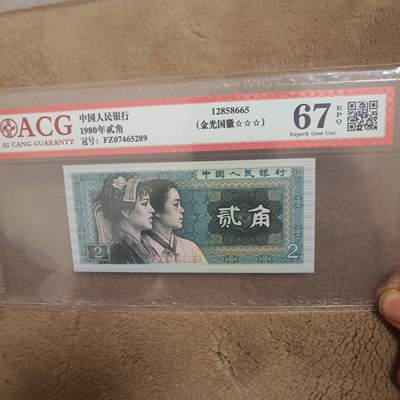 ACG
AI CANG GUARANTY
中国人民银行
1980年贰角
冠号: FZ07465289
12858665
(金光国徽☆☆☆)
67 EPQ
Superb Gem Unc
中国人民银行
贰角
FZ07465289
2
2